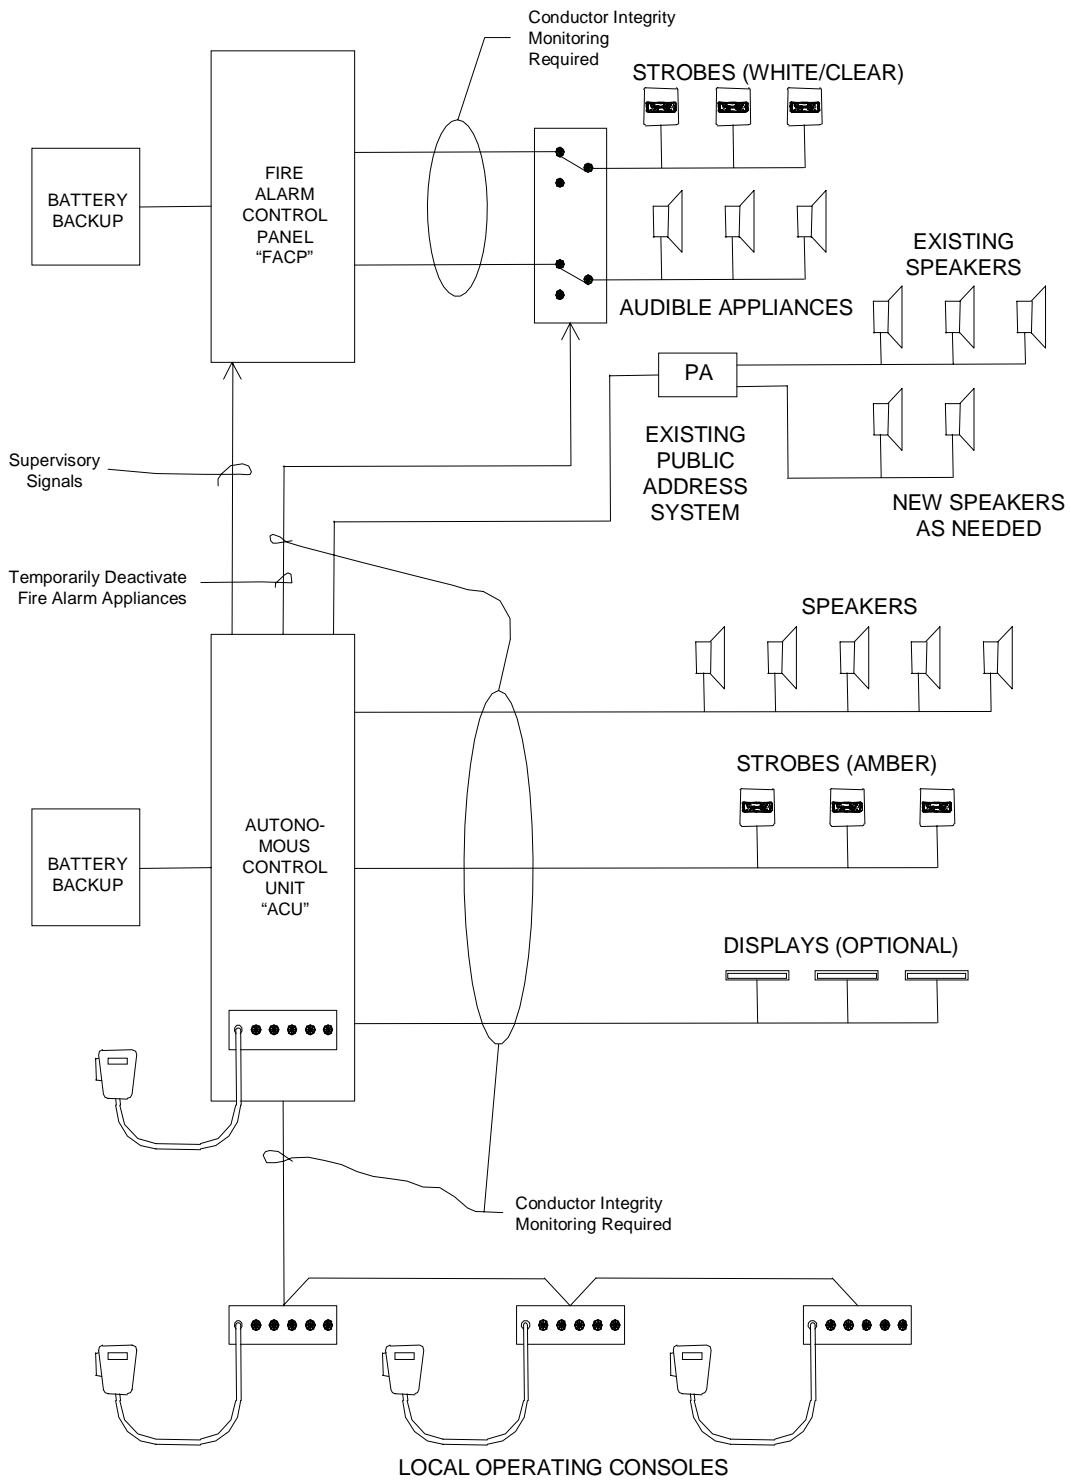 Conductor Integrity
Monitoring
Required
STROBES (WHITE/CLEAR)
BATTERY
BACKUP
FIRE
ALARM
CONTROL
PANEL
“FACP”
AUDIBLE APPLIANCES
EXISTING
SPEAKERS
PA
EXISTING
PUBLIC
ADDRESS
SYSTEM
NEW SPEAKERS
AS NEEDED
Supervisory
Signals
Temporarily Deactivate
Fire Alarm Appliances
SPEAKERS
STROBES (AMBER)
BATTERY
BACKUP
AUTONO-
MOUS
CONTROL
UNIT
“ACU”
DISPLAYS (OPTIONAL)
Conductor Integrity
Monitoring Required
LOCAL OPERATING CONSOLES